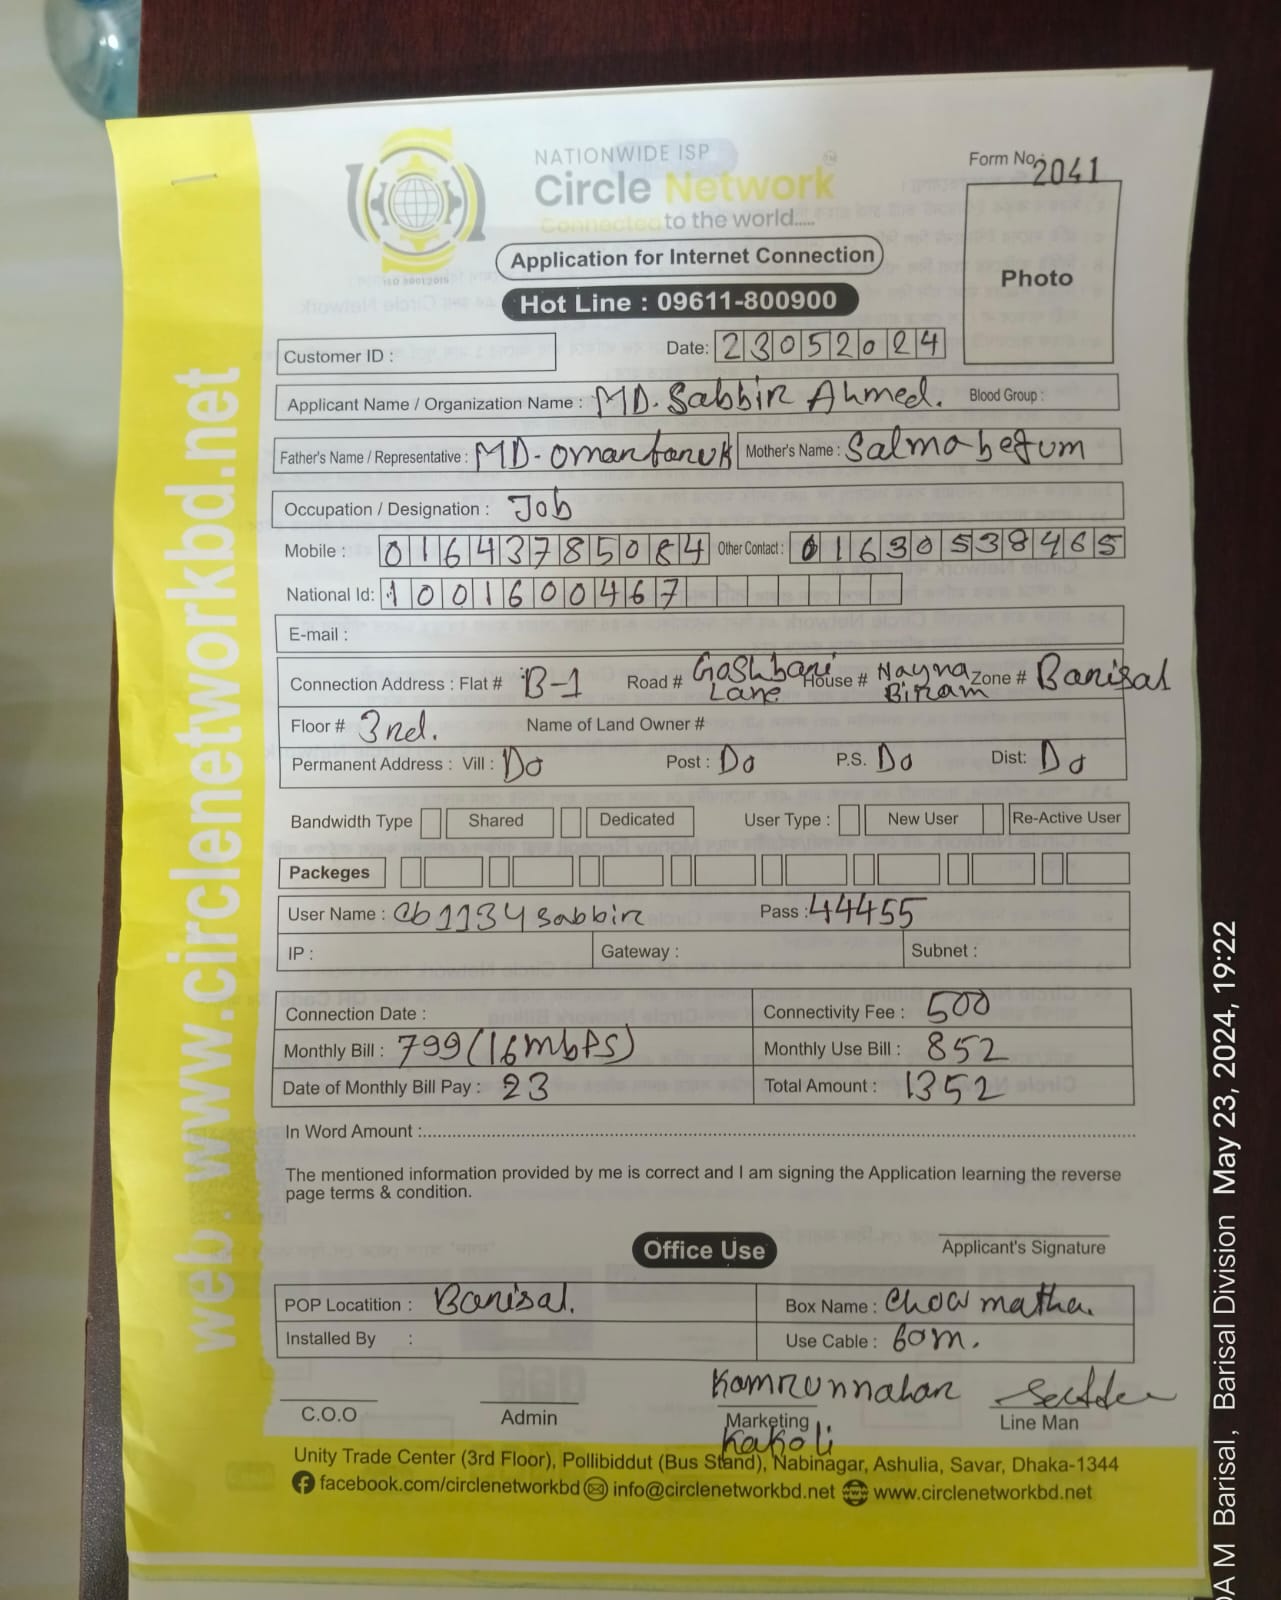 NATIONWIDE ISP
Circle Network
Connected to the world.....
ISO 9001:2015
Form No: 2041
Application for Internet Connection
Hot Line : 09611-800900
Photo
Customer ID :
Date: 23052024
Applicant Name / Organization Name : MD. Sabbir Ahmed. Blood Group :
Father's Name / Representative : MD- Omar faruk Mother's Name : Salma begum
Occupation / Designation : Job
Mobile : 01643785084 Other Contact : 01630538465
National Id: 1001600467
E-mail :
Connection Address : Flat # B-1 Road # Gashbari Lane House # Nayna Biram Zone # Barisal
Floor # 3rd. Name of Land Owner #
Permanent Address : Vill : Do Post : Do P.S. Do Dist: Do
Bandwidth Type Shared Dedicated User Type : New User Re-Active User
Packeges
User Name : cb1134sabbir Pass : 44455
IP : Gateway : Subnet :
Connection Date : Connectivity Fee : 500
Monthly Bill : 799 (16mbps) Monthly Use Bill : 852
Date of Monthly Bill Pay : 23 Total Amount : 1352
In Word Amount :
The mentioned information provided by me is correct and I am signing the Application learning the reverse
page terms & condition.
Office Use
Applicant's Signature
POP Locatition : Barisal. Box Name : Chow matha.
Installed By : Use Cable : 60m.
Kamrunnahar
C.O.O Admin Marketing Line Man
Kakoli
Unity Trade Center (3rd Floor), Pollibiddut (Bus Stand), Nabinagar, Ashulia, Savar, Dhaka-1344
facebook.com/circlenetworkbd info@circlenetworkbd.net www.circlenetworkbd.net
web: www.circlenetworkbd.net
Barisal, Barisal Division May 23, 2024, 19:22